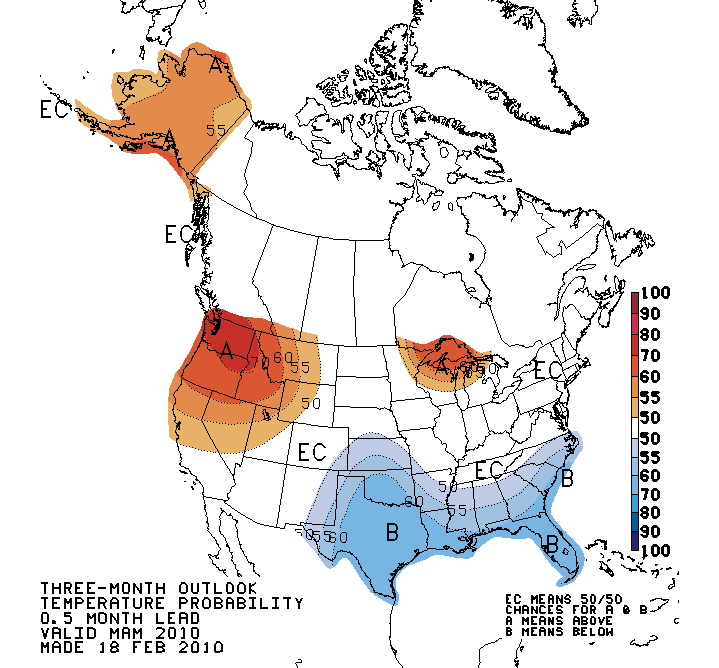 A
EC
55
A
EC
100
90
80
A
70
70
60
60
55
A
50
EC
55
50
50
50
55
EC
EC
60
50
B
70
60
55
80
B
50
55
60
B
90
100
THREE-MONTH OUTLOOK
TEMPERATURE PROBABILITY
0.5 MONTH LEAD
VALID MAM 2010
MADE 18 FEB 2010
EC MEANS 50/50
CHANCES FOR A & B
A MEANS ABOVE
B MEANS BELOW